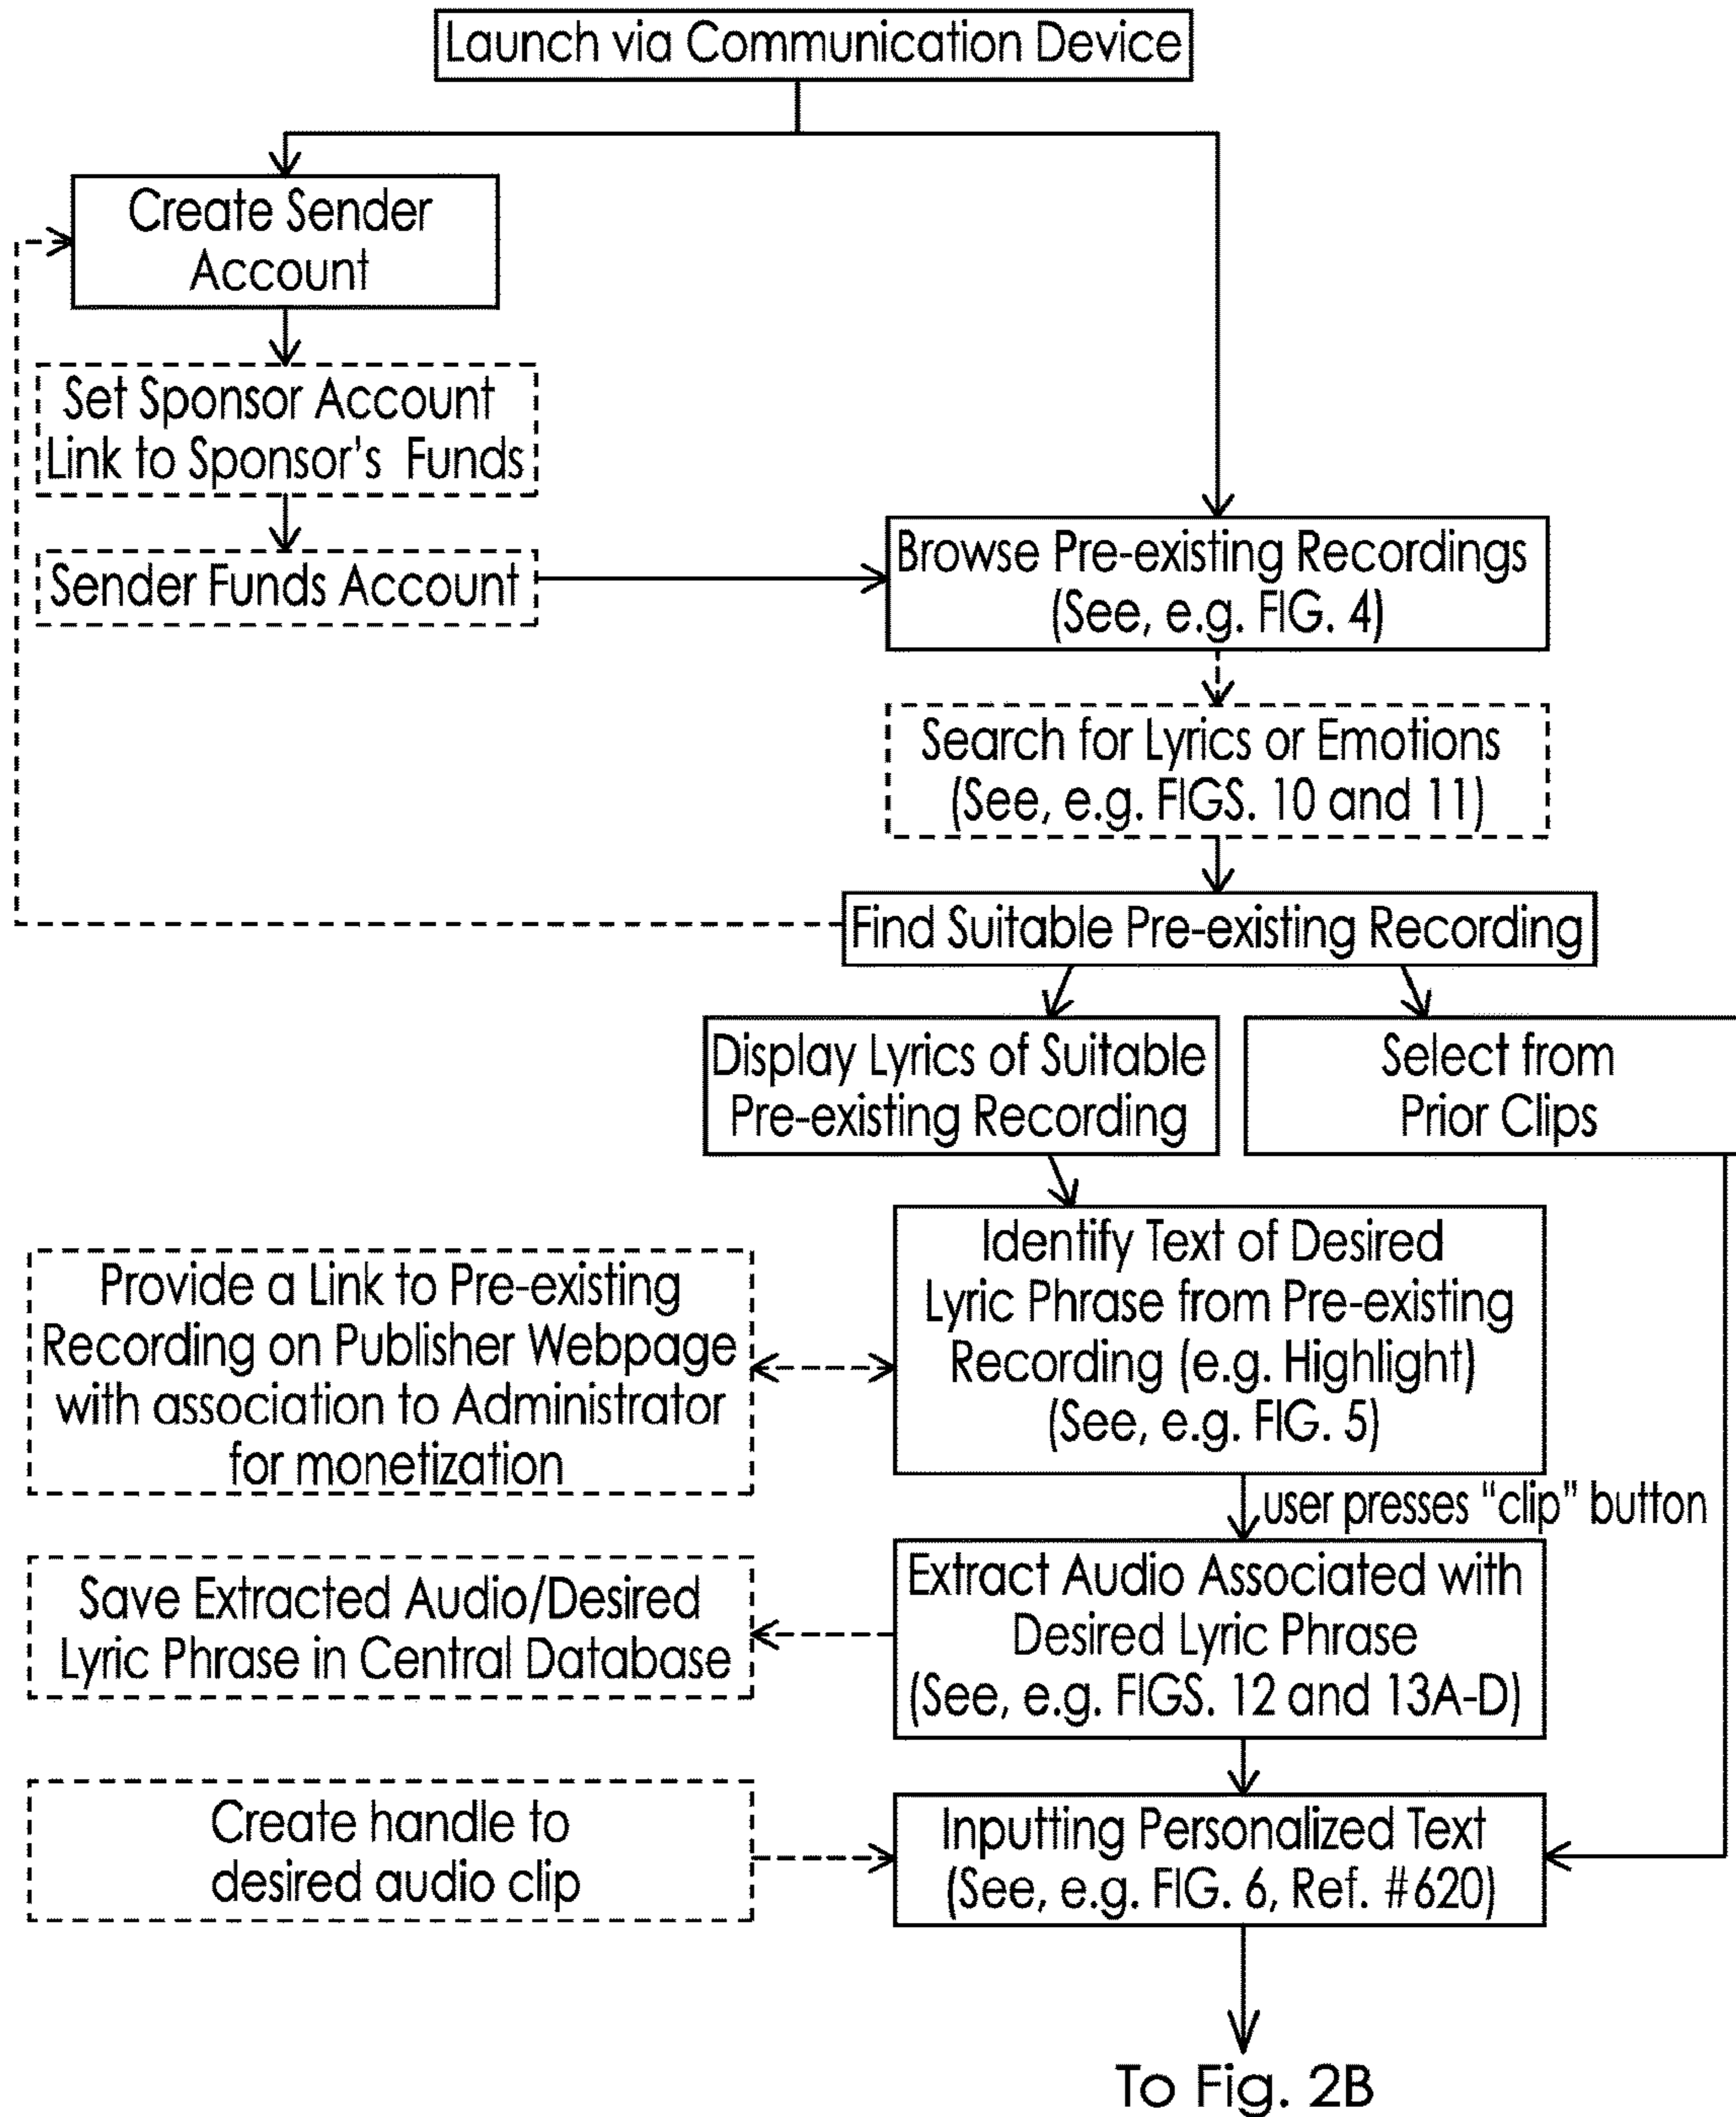 Launch via Communication Device
Create Sender
Account
Set Sponsor Account
Link to Sponsor's Funds
Sender Funds Account
Browse Pre-existing Recordings
(See, e.g. FIG. 4)
Search for Lyrics or Emotions
(See, e.g. FIGS. 10 and 11)
Find Suitable Pre-existing Recording
Display Lyrics of Suitable
Pre-existing Recording
Select from
Prior Clips
Identify Text of Desired
Lyric Phrase from Pre-existing
Recording (e.g. Highlight)
(See, e.g. FIG. 5)
Provide a Link to Pre-existing
Recording on Publisher Webpage
with association to Administrator
for monetization
user presses "clip" button
Extract Audio Associated with
Desired Lyric Phrase
(See, e.g. FIGS. 12 and 13A-D)
Save Extracted Audio/Desired
Lyric Phrase in Central Database
Create handle to
desired audio clip
Inputting Personalized Text
(See, e.g. FIG. 6, Ref. #620)
To Fig. 2B